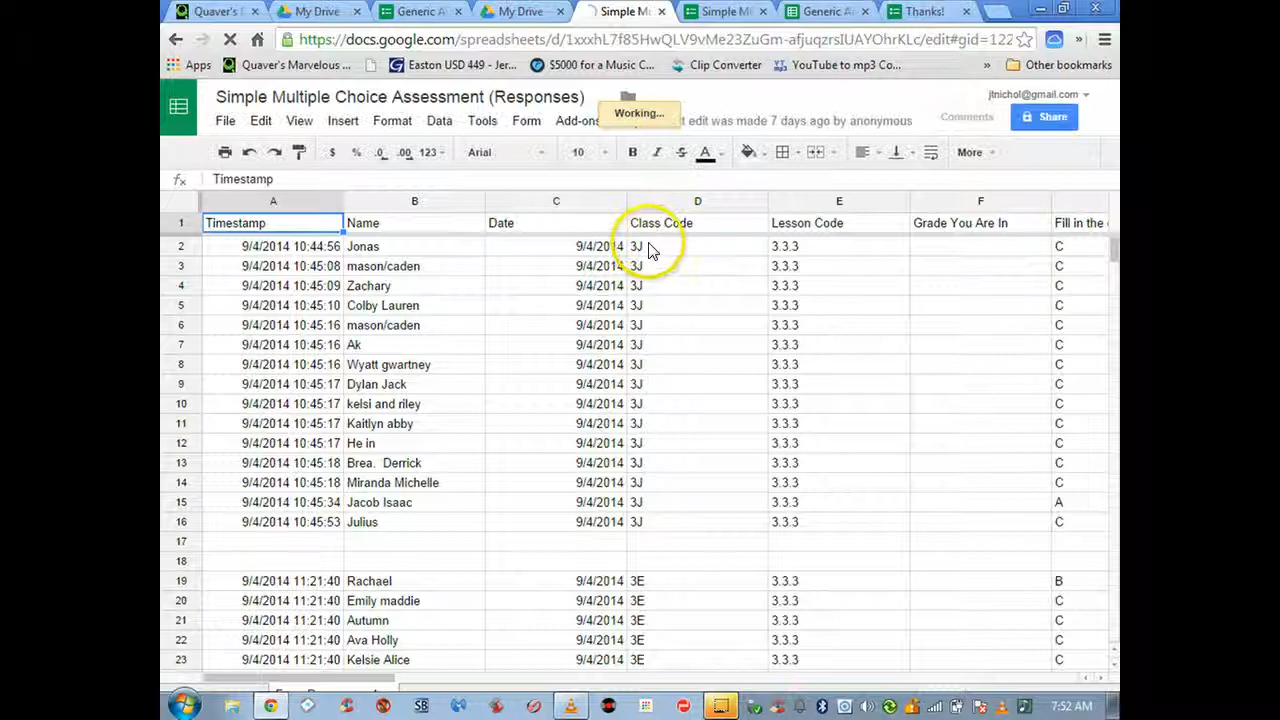 Quaver's F
My Drive
Generic A
My Drive
Simple Mu
Simple M
Generic A
Thanks!
https://docs.google.com/spreadsheets/d/1xxxhL7f85HwQLV9vMe23ZuGm-afjuqzrsIUAYOhrKLc/edit#gid=122
Apps
Quaver's Marvelous ...
Easton USD 449 - Jer...
$5000 for a Music C...
Clip Converter
YouTube to mp3 Co...
»
Other bookmarks
Simple Multiple Choice Assessment (Responses)
jtnichol@gmail.com
Working...
File Edit View Insert Format Data Tools Form Add-ons
t edit was made 7 days ago by anonymous
Comments
Share
$ % .0 .00 123 Arial 10 B I S A More
fx Timestamp
A B C D E F
1 Timestamp Name Date Class Code Lesson Code Grade You Are In Fill in the
2 9/4/2014 10:44:56 Jonas 9/4/2014 3J 3.3.3 C
3 9/4/2014 10:45:08 mason/caden 9/4/2014 3J 3.3.3 C
4 9/4/2014 10:45:09 Zachary 9/4/2014 3J 3.3.3 C
5 9/4/2014 10:45:10 Colby Lauren 9/4/2014 3J 3.3.3 C
6 9/4/2014 10:45:16 mason/caden 9/4/2014 3J 3.3.3 C
7 9/4/2014 10:45:16 Ak 9/4/2014 3J 3.3.3 C
8 9/4/2014 10:45:16 Wyatt gwartney 9/4/2014 3J 3.3.3 C
9 9/4/2014 10:45:17 Dylan Jack 9/4/2014 3J 3.3.3 C
10 9/4/2014 10:45:17 kelsi and riley 9/4/2014 3J 3.3.3 C
11 9/4/2014 10:45:17 Kaitlyn abby 9/4/2014 3J 3.3.3 C
12 9/4/2014 10:45:17 He in 9/4/2014 3J 3.3.3 C
13 9/4/2014 10:45:18 Brea. Derrick 9/4/2014 3J 3.3.3 C
14 9/4/2014 10:45:18 Miranda Michelle 9/4/2014 3J 3.3.3 C
15 9/4/2014 10:45:34 Jacob Isaac 9/4/2014 3J 3.3.3 A
16 9/4/2014 10:45:53 Julius 9/4/2014 3J 3.3.3 C
17
18
19 9/4/2014 11:21:40 Rachael 9/4/2014 3E 3.3.3 B
20 9/4/2014 11:21:40 Emily maddie 9/4/2014 3E 3.3.3 C
21 9/4/2014 11:21:40 Autumn 9/4/2014 3E 3.3.3 C
22 9/4/2014 11:21:40 Ava Holly 9/4/2014 3E 3.3.3 C
23 9/4/2014 11:21:40 Kelsie Alice 9/4/2014 3E 3.3.3 C
SB
7:52 AM